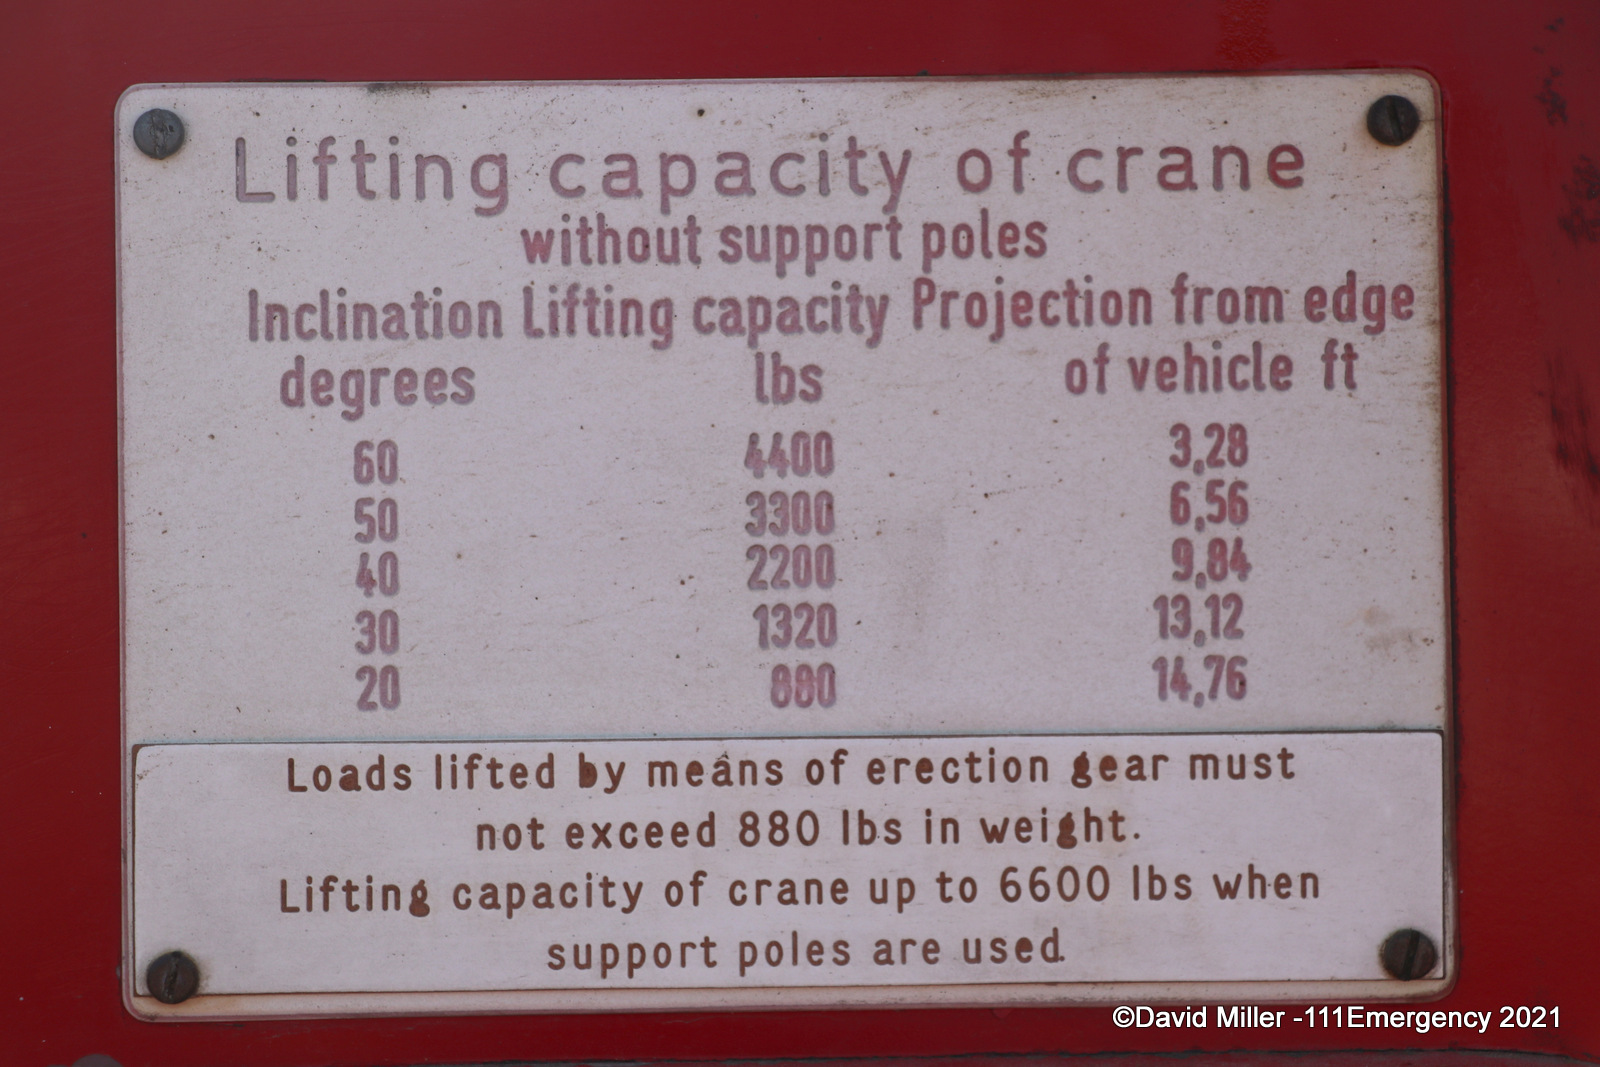 Lifting capacity of crane
without support poles
Inclination Lifting capacity Projection from edge
degrees lbs of vehicle ft
60 4400 3,28
50 3300 6,56
40 2200 9,84
30 1320 13,12
20 880 14,76
Loads lifted by means of erection gear must
not exceed 880 lbs in weight.
Lifting capacity of crane up to 6600 lbs when
support poles are used.
©David Miller -111Emergency 2021